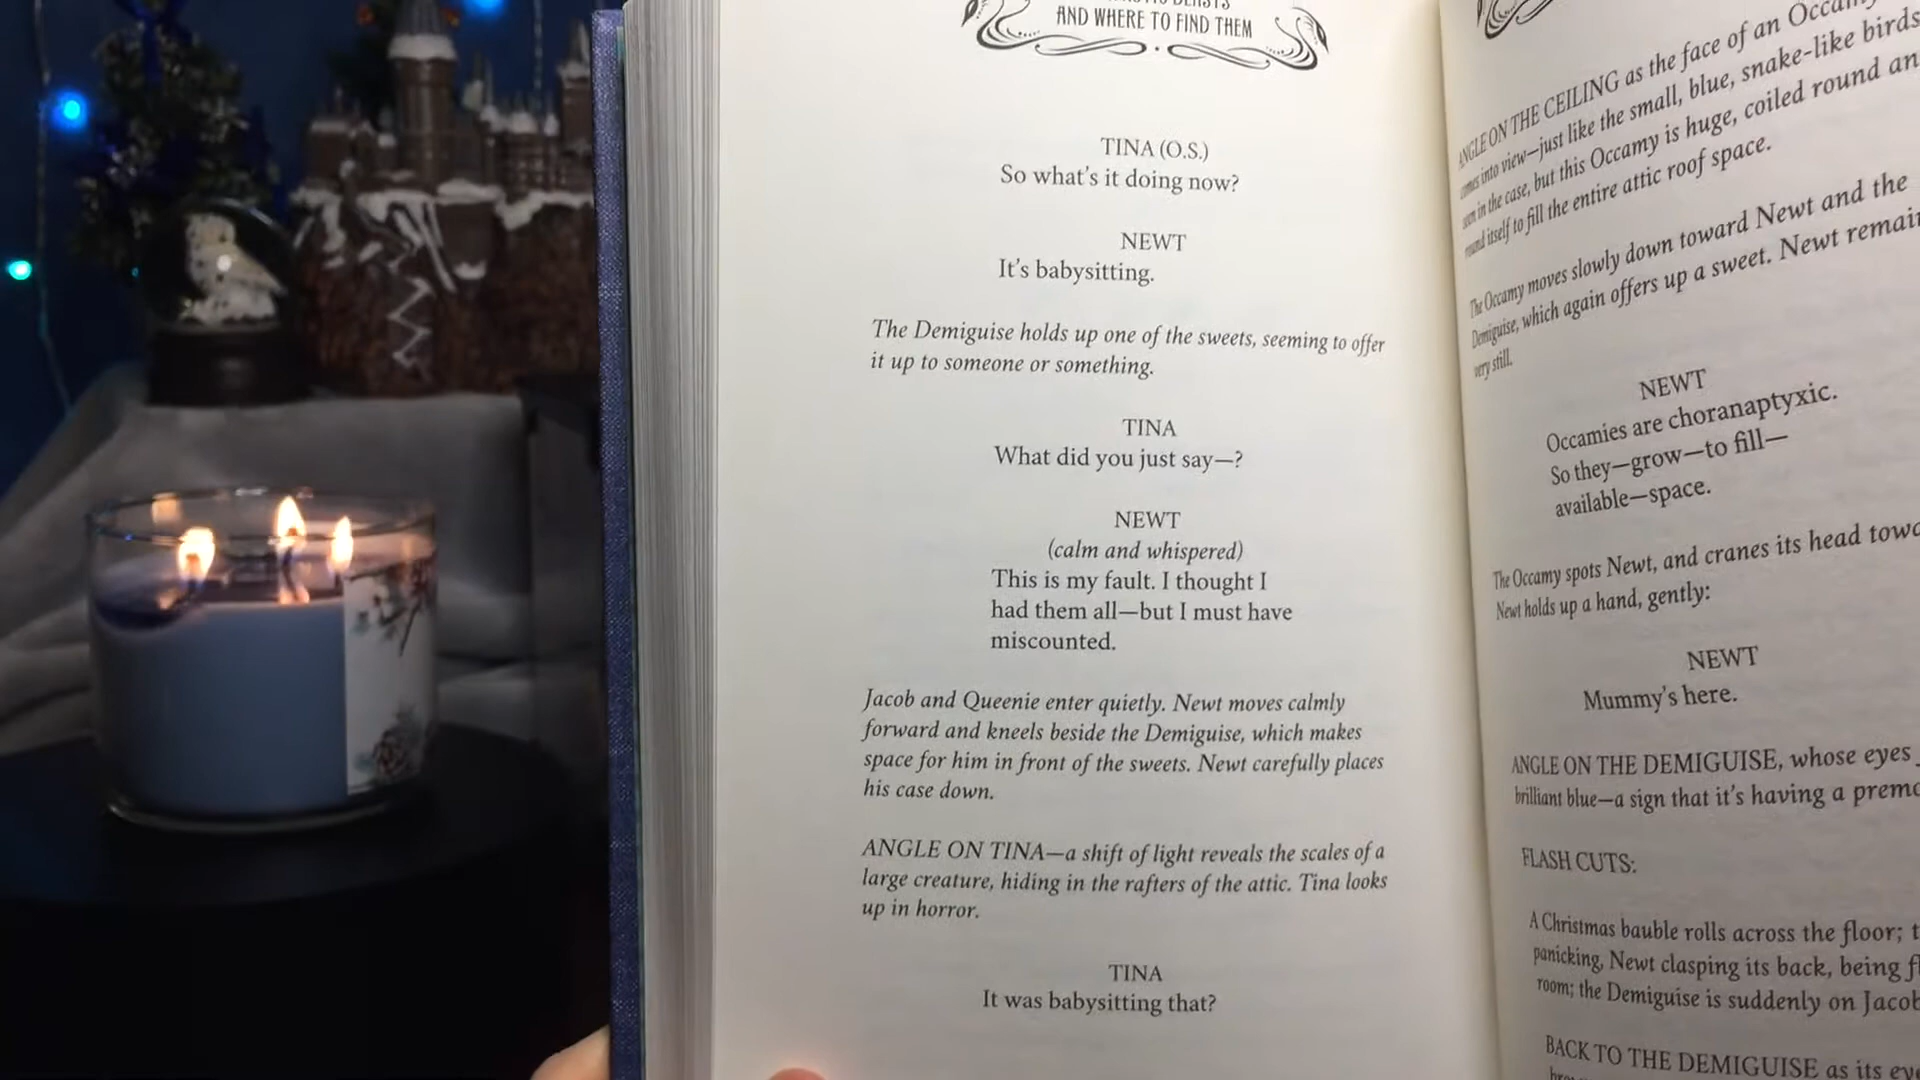 AND WHERE TO FIND THEM
TINA (O.S.)
So what's it doing now?
NEWT
It's babysitting.
The Demiguise holds up one of the sweets, seeming to offer
it up to someone or something.
TINA
What did you just say—?
NEWT
(calm and whispered)
This is my fault. I thought I
had them all—but I must have
miscounted.
Jacob and Queenie enter quietly. Newt moves calmly
forward and kneels beside the Demiguise, which makes
space for him in front of the sweets. Newt carefully places
his case down.
ANGLE ON TINA—a shift of light reveals the scales of a
large creature, hiding in the rafters of the attic. Tina looks
up in horror.
TINA
It was babysitting that?
ANGLE ON THE CEILING as the face of an Occamy
comes into view—just like the small, blue, snake-like birds
seen in the case, but this Occamy is huge, coiled round an
round itself to fill the entire attic roof space.
The Occamy moves slowly down toward Newt and the
Demiguise, which again offers up a sweet. Newt remai
very still.
NEWT
Occamies are choranaptyxic.
So they—grow—to fill—
available—space.
The Occamy spots Newt, and cranes its head towa
Newt holds up a hand, gently:
NEWT
Mummy's here.
ANGLE ON THE DEMIGUISE, whose eyes
brilliant blue—a sign that it's having a premo
FLASH CUTS:
A Christmas bauble rolls across the floor; t
panicking, Newt clasping its back, being f
room; the Demiguise is suddenly on Jacob
BACK TO THE DEMIGUISE as its eye